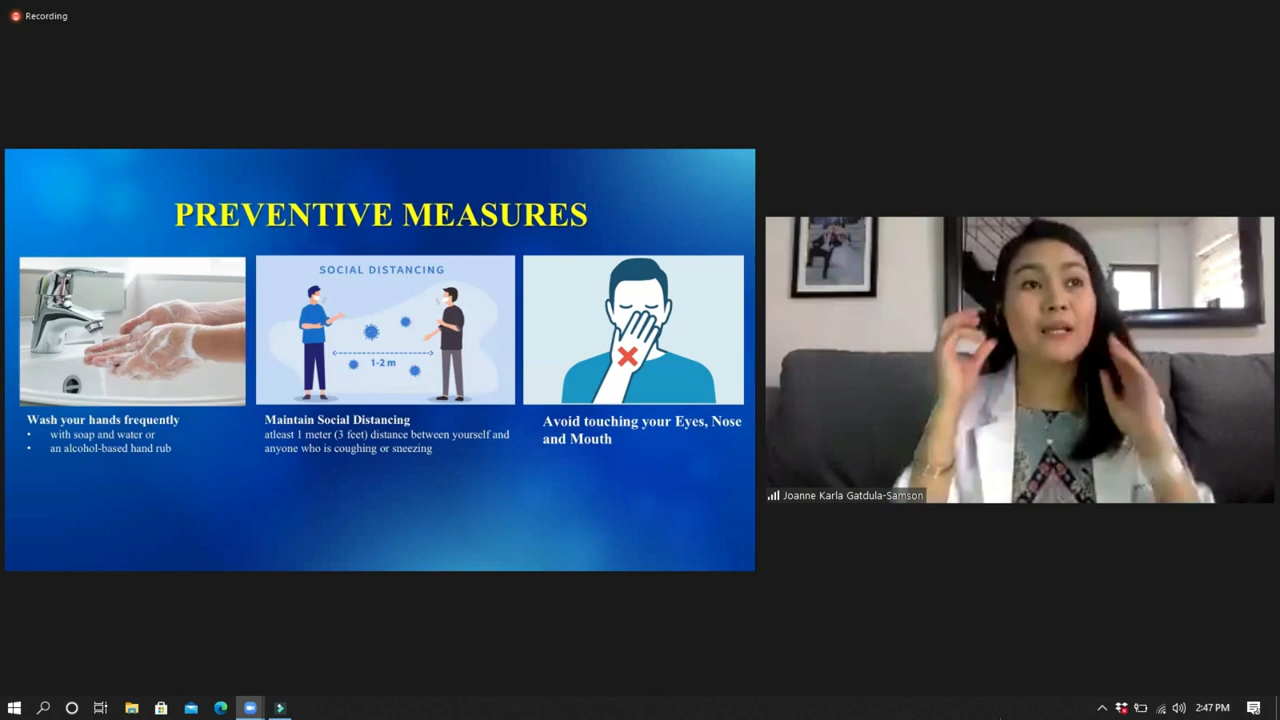 Recording
PREVENTIVE MEASURES
SOCIAL DISTANCING
1-2 m
Wash your hands frequently
• with soap and water or
• an alcohol-based hand rub
Maintain Social Distancing
atleast 1 meter (3 feet) distance between yourself and
anyone who is coughing or sneezing
Avoid touching your Eyes, Nose
and Mouth
Joanne Karla Gatdula-Samson
2:47 PM